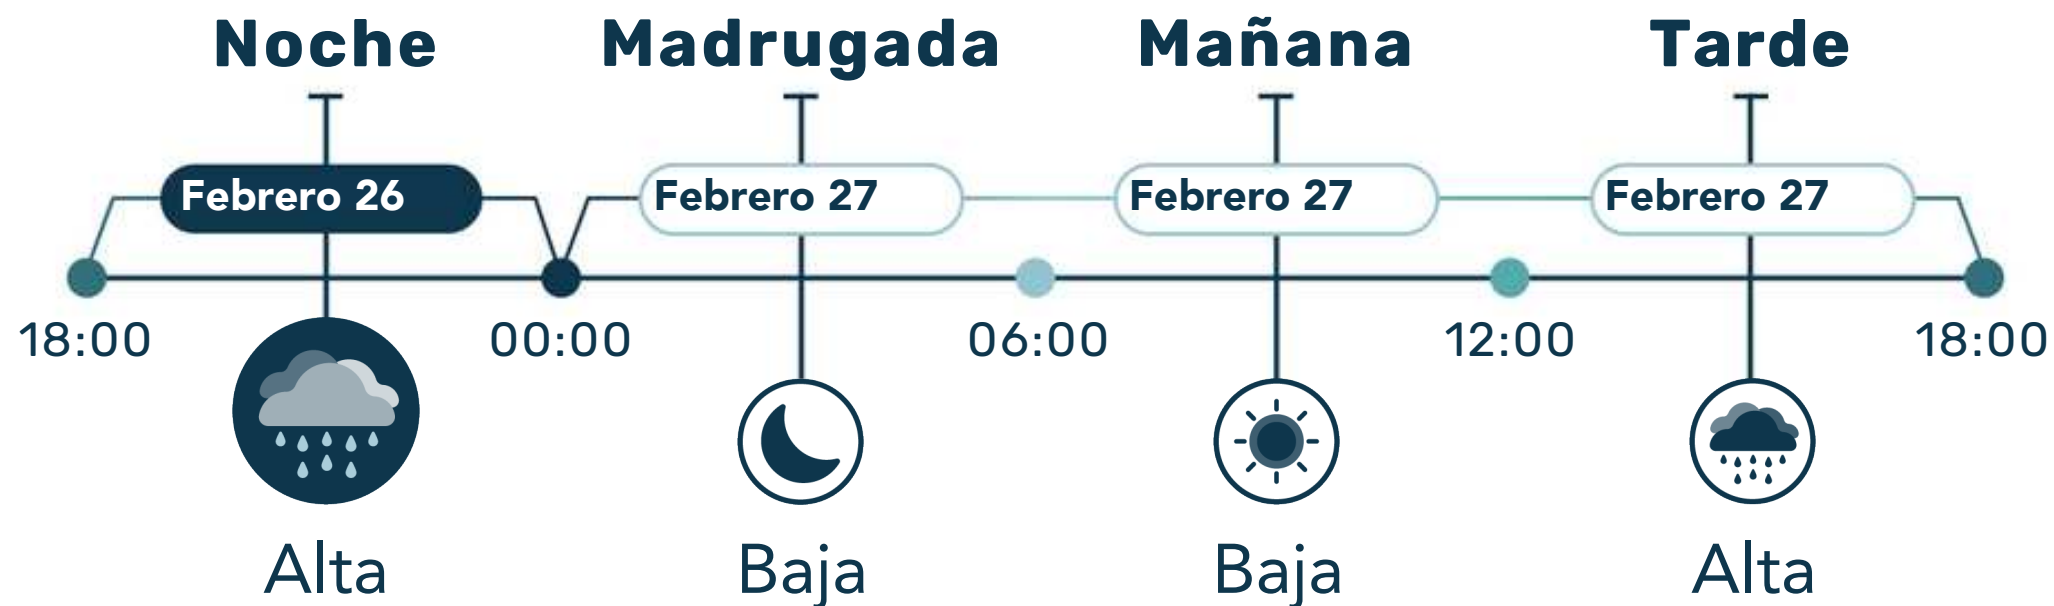 Noche Madrugada Mañana Tarde
Febrero 26 Febrero 27 Febrero 27 Febrero 27
18:00 00:00 06:00 12:00 18:00
Alta Baja Baja Alta